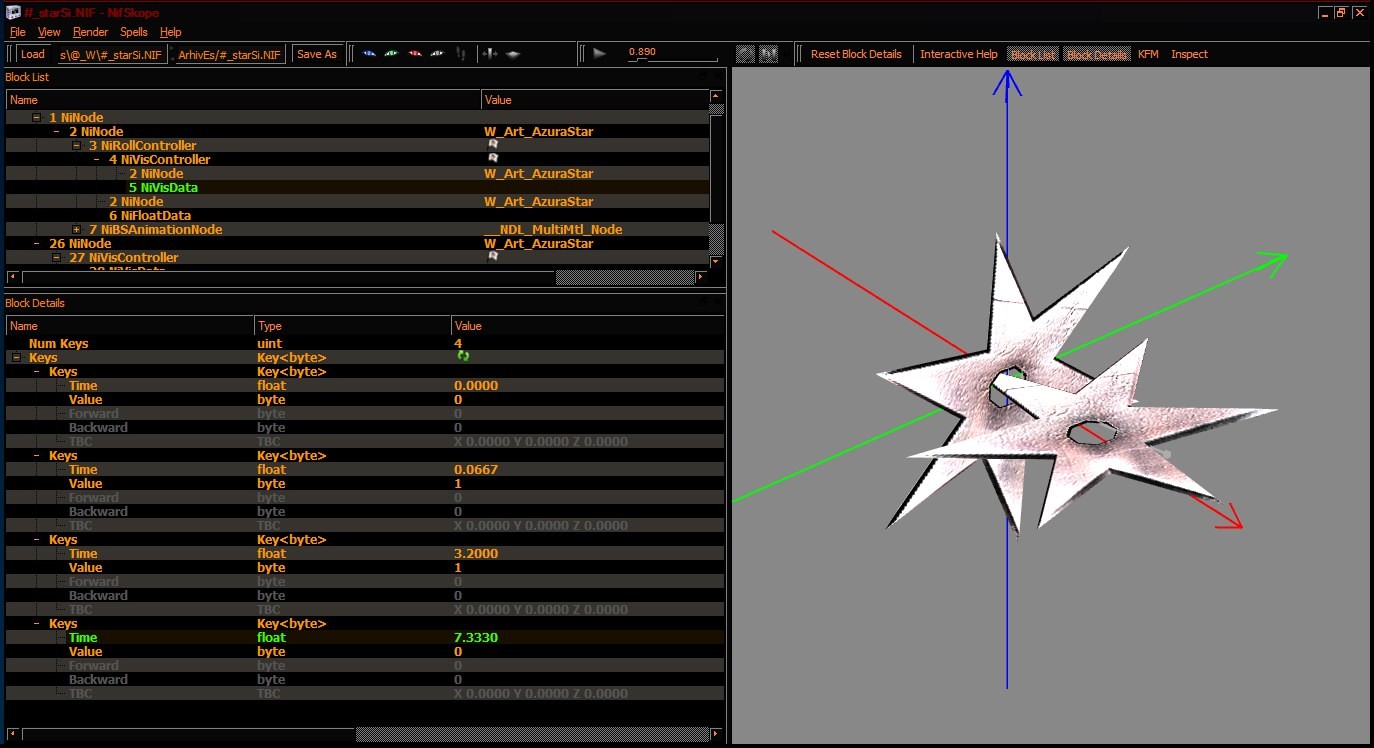 #_starSi.NIF - NifSkope
File View Render Spells Help
Load s\@_W\#_starSi.NIF ArhivEs/#_starSi.NIF Save As 0.890 Reset Block Details Interactive Help Block List Block Details KFM Inspect
Block List
Name Value
1 NiNode
2 NiNode W_Art_AzuraStar
3 NiRollController
4 NiVisController
2 NiNode W_Art_AzuraStar
5 NiVisData
2 NiNode W_Art_AzuraStar
6 NiFloatData
7 NiBSAnimationNode __NDL_MultiMtl_Node
26 NiNode W_Art_AzuraStar
27 NiVisController
28 NiVisData
Block Details
Name Type Value
Num Keys uint 4
Keys Key<byte>
Keys Key<byte>
Time float 0.0000
Value byte 0
Forward byte 0
Backward byte 0
TBC TBC X 0.0000 Y 0.0000 Z 0.0000
Keys Key<byte>
Time float 0.0667
Value byte 1
Forward byte 0
Backward byte 0
TBC TBC X 0.0000 Y 0.0000 Z 0.0000
Keys Key<byte>
Time float 3.2000
Value byte 1
Forward byte 0
Backward byte 0
TBC TBC X 0.0000 Y 0.0000 Z 0.0000
Keys Key<byte>
Time float 7.3330
Value byte 0
Forward byte 0
Backward byte 0
TBC TBC X 0.0000 Y 0.0000 Z 0.0000